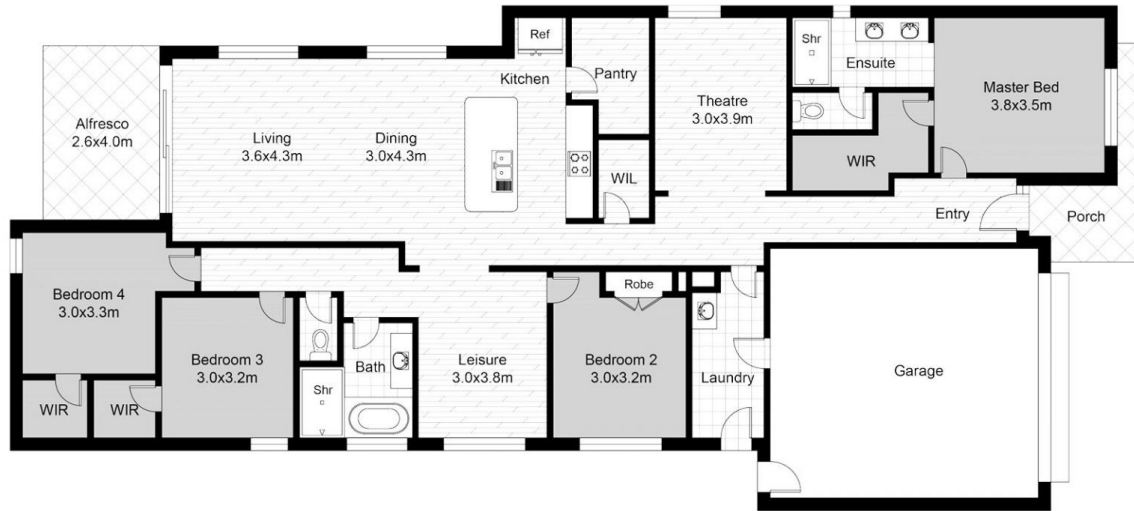 Alfresco
2.6x4.0m
Living
3.6x4.3m
Dining
3.0x4.3m
Ref
Kitchen
Pantry
WIL
Theatre
3.0x3.9m
Shr
Ensuite
WIR
Master Bed
3.8x3.5m
Entry
Porch
Bedroom 4
3.0x3.3m
WIR
WIR
Bedroom 3
3.0x3.2m
Shr
Bath
Leisure
3.0x3.8m
Robe
Bedroom 2
3.0x3.2m
Laundry
Garage